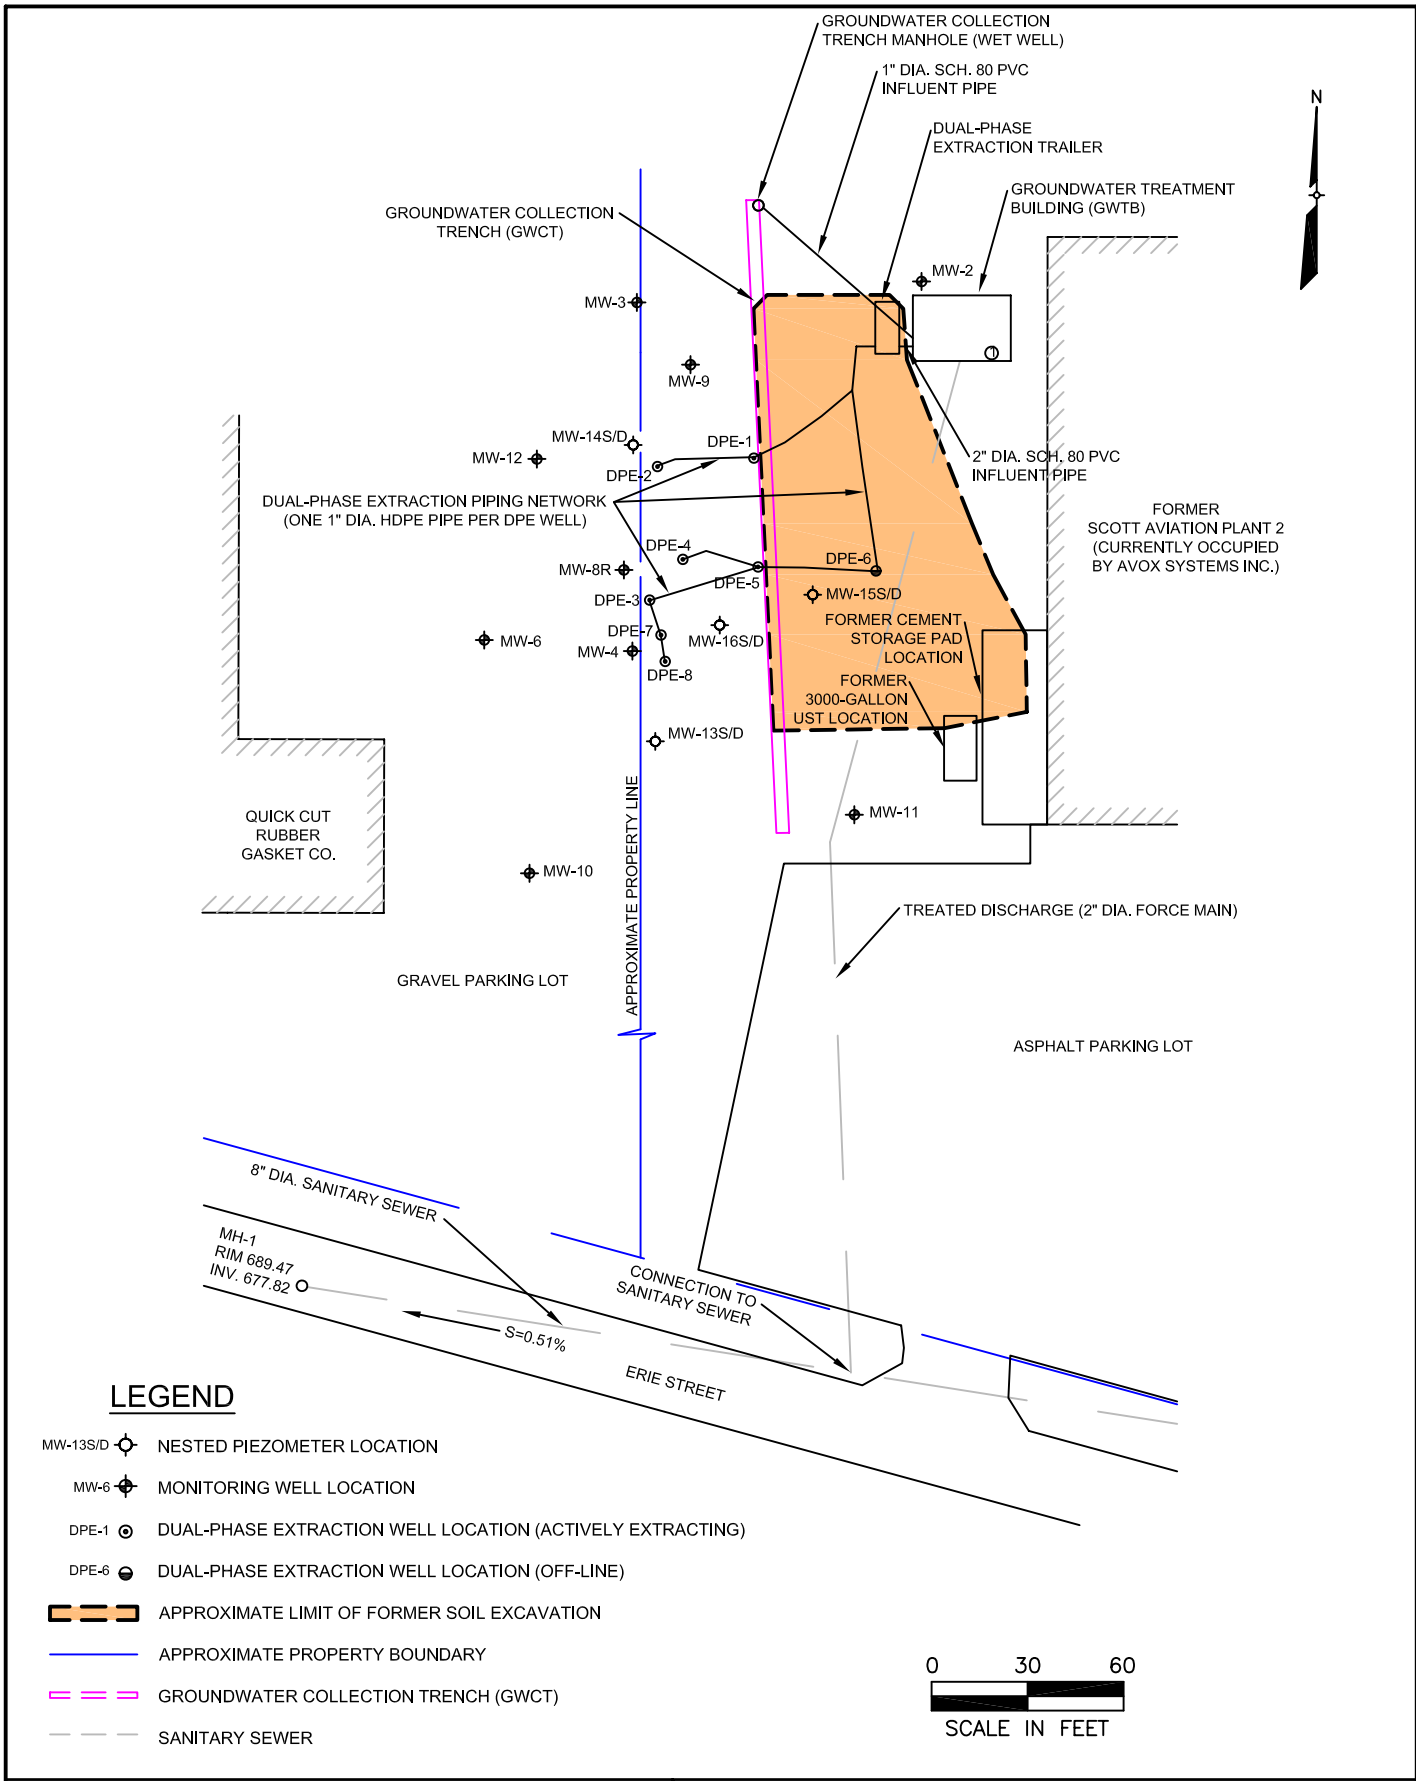 GROUNDWATER COLLECTION
TRENCH MANHOLE (WET WELL)
1" DIA. SCH. 80 PVC
INFLUENT PIPE
N
DUAL-PHASE
EXTRACTION TRAILER
GROUNDWATER TREATMENT
BUILDING (GWTB)
GROUNDWATER COLLECTION
TRENCH (GWCT)
MW-2
MW-3
MW-9
MW-14S/D
DPE-1
MW-12
DPE-2
2" DIA. SCH. 80 PVC
INFLUENT PIPE
DUAL-PHASE EXTRACTION PIPING NETWORK
(ONE 1" DIA. HDPE PIPE PER DPE WELL)
FORMER
SCOTT AVIATION PLANT 2
(CURRENTLY OCCUPIED
BY AVOX SYSTEMS INC.)
DPE-4
DPE-6
MW-8R
DPE-5
DPE-3
MW-15S/D
FORMER CEMENT
STORAGE PAD
LOCATION
DPE-7
MW-16S/D
MW-6
MW-4
DPE-8
FORMER
3000-GALLON
UST LOCATION
MW-13S/D
APPROXIMATE PROPERTY LINE
QUICK CUT
RUBBER
GASKET CO.
MW-11
MW-10
TREATED DISCHARGE (2" DIA. FORCE MAIN)
GRAVEL PARKING LOT
ASPHALT PARKING LOT
8" DIA. SANITARY SEWER
MH-1
RIM 689.47
INV. 677.82
CONNECTION TO
SANITARY SEWER
S=0.51%
ERIE STREET
LEGEND
MW-13S/D NESTED PIEZOMETER LOCATION
MW-6 MONITORING WELL LOCATION
DPE-1 DUAL-PHASE EXTRACTION WELL LOCATION (ACTIVELY EXTRACTING)
DPE-6 DUAL-PHASE EXTRACTION WELL LOCATION (OFF-LINE)
APPROXIMATE LIMIT OF FORMER SOIL EXCAVATION
APPROXIMATE PROPERTY BOUNDARY
GROUNDWATER COLLECTION TRENCH (GWCT)
SANITARY SEWER
0 30 60
SCALE IN FEET